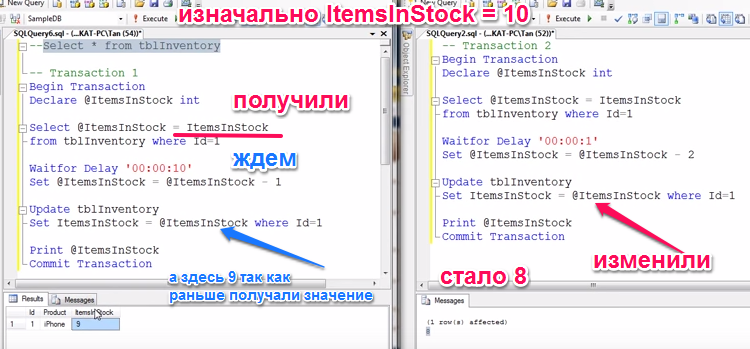 изначально ItemsInStock = 10
SampleDB
Execute
Execute
SQLQuery6.sql - (...KAT-PC\Tan (54))*
--Select * from tblInventory
-- Transaction 1
Begin Transaction
Declare @ItemsInStock int
получили
Select @ItemsInStock = ItemsInStock
from tblInventory where Id=1
ждем
Waitfor Delay '00:00:10'
Set @ItemsInStock = @ItemsInStock - 1
Update tblInventory
Set ItemsInStock = @ItemsInStock where Id=1
Print @ItemsInStock
Commit Transaction
а здесь 9 так как
раньше получали значение
Results Messages
Id Product ItemsInStock
1 1 iPhone 9
Object Explorer
SQLQuery2.sql - (...KAT-PC\Tan (52))*
-- Transaction 2
Begin Transaction
Declare @ItemsInStock int
Select @ItemsInStock = ItemsInStock
from tblInventory where Id=1
Waitfor Delay '00:00:1'
Set @ItemsInStock = @ItemsInStock - 2
Update tblInventory
Set ItemsInStock = @ItemsInStock where Id=1
Print @ItemsInStock
Commit Transaction
изменили
стало 8
Messages
(1 row(s) affected)
8